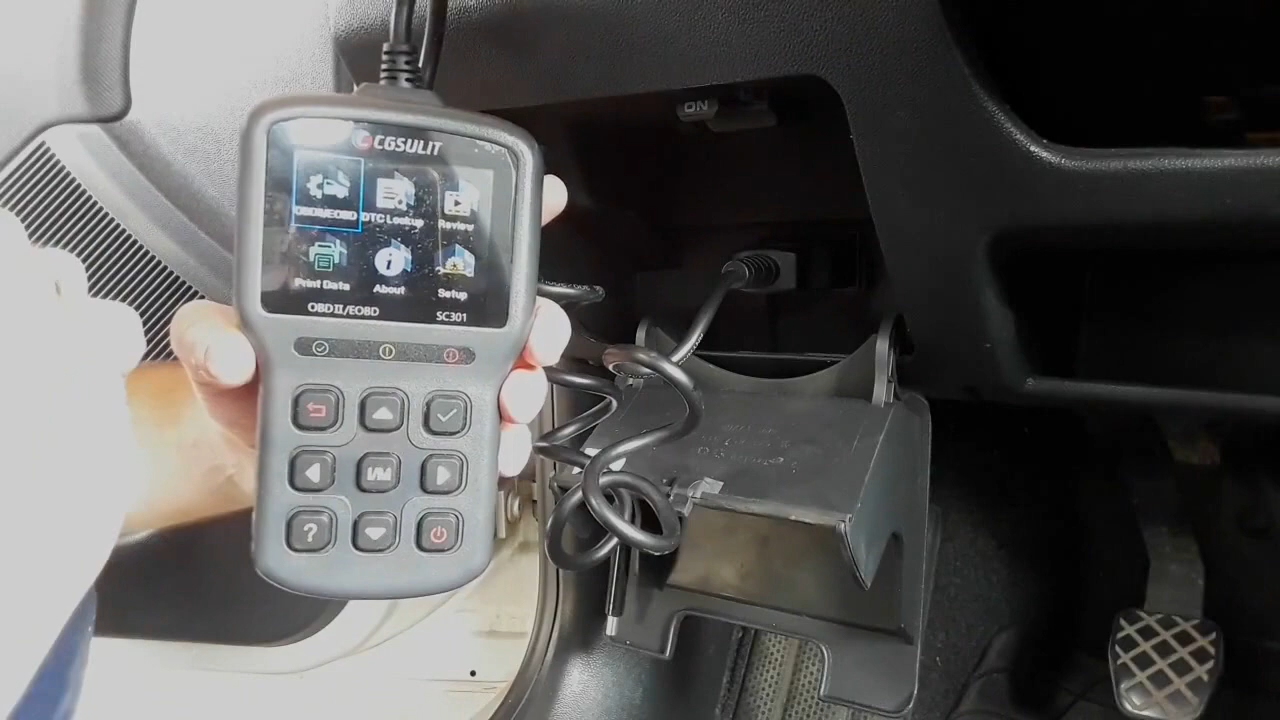 CGSULIT
OBDII/EOBD DTC Lookup Review
Print Data About Setup
OBDII/EOBD SC301
I/M
?
ON